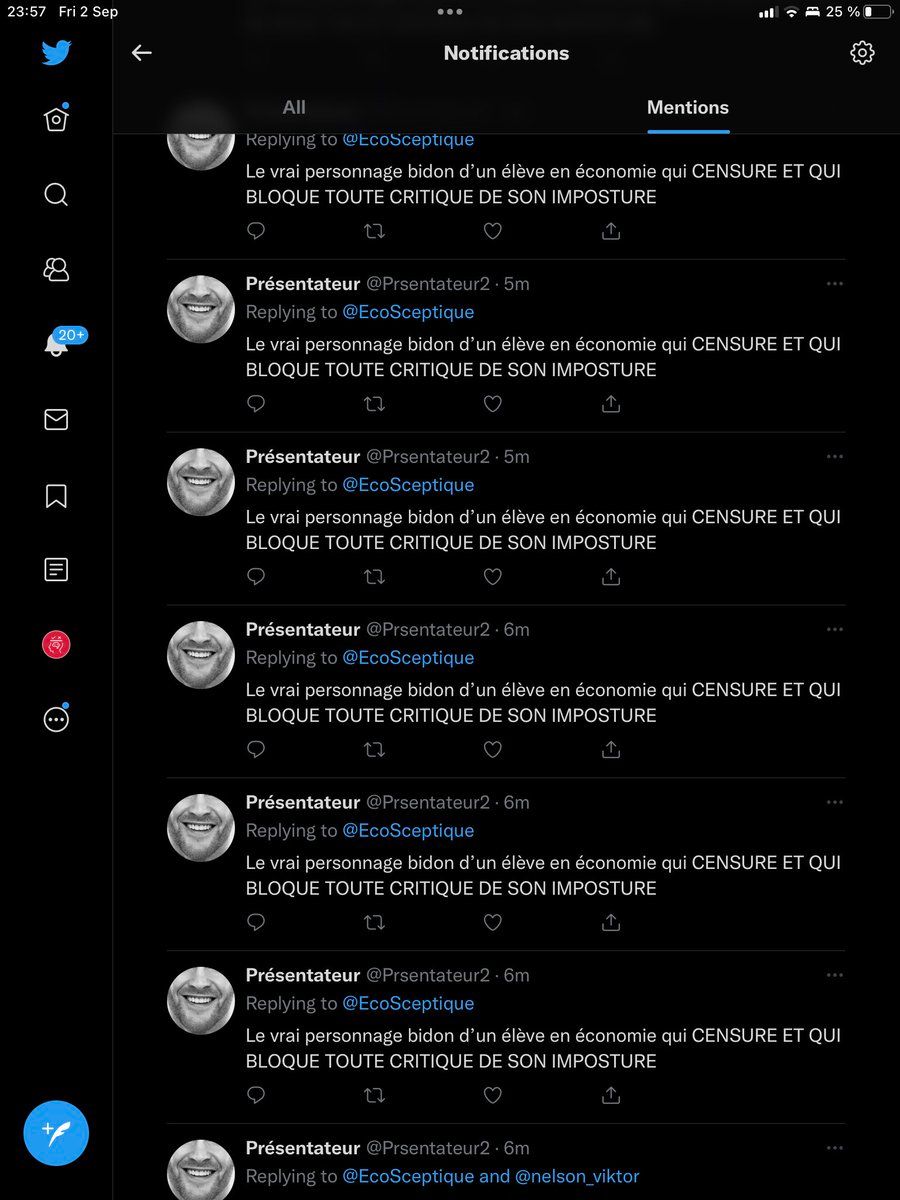 23:57 Fri 2 Sep
25 %
Notifications
All
Mentions
20+
Replying to @EcoSceptique
Le vrai personnage bidon d’un élève en économie qui CENSURE ET QUI
BLOQUE TOUTE CRITIQUE DE SON IMPOSTURE
Présentateur @Prsentateur2 · 5m
Replying to @EcoSceptique
Le vrai personnage bidon d’un élève en économie qui CENSURE ET QUI
BLOQUE TOUTE CRITIQUE DE SON IMPOSTURE
Présentateur @Prsentateur2 · 5m
Replying to @EcoSceptique
Le vrai personnage bidon d’un élève en économie qui CENSURE ET QUI
BLOQUE TOUTE CRITIQUE DE SON IMPOSTURE
Présentateur @Prsentateur2 · 6m
Replying to @EcoSceptique
Le vrai personnage bidon d’un élève en économie qui CENSURE ET QUI
BLOQUE TOUTE CRITIQUE DE SON IMPOSTURE
Présentateur @Prsentateur2 · 6m
Replying to @EcoSceptique
Le vrai personnage bidon d’un élève en économie qui CENSURE ET QUI
BLOQUE TOUTE CRITIQUE DE SON IMPOSTURE
Présentateur @Prsentateur2 · 6m
Replying to @EcoSceptique
Le vrai personnage bidon d’un élève en économie qui CENSURE ET QUI
BLOQUE TOUTE CRITIQUE DE SON IMPOSTURE
Présentateur @Prsentateur2 · 6m
Replying to @EcoSceptique and @nelson_viktor